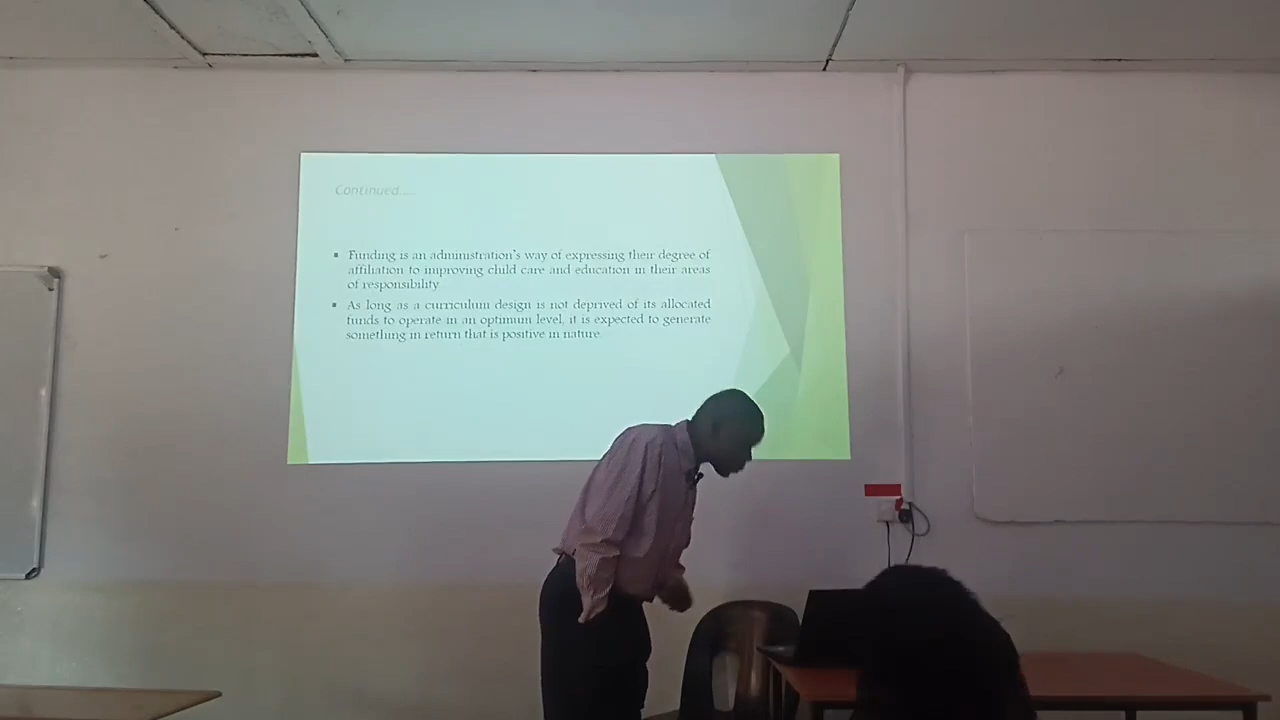 Continued....
▪ Funding is an administration's way of expressing their degree of
affiliation to improving child care and education in their areas
of responsibility
▪ As long as a curriculum design is not deprived of its allocated
funds to operate in an optimum level, it is expected to generate
something in return that is positive in nature